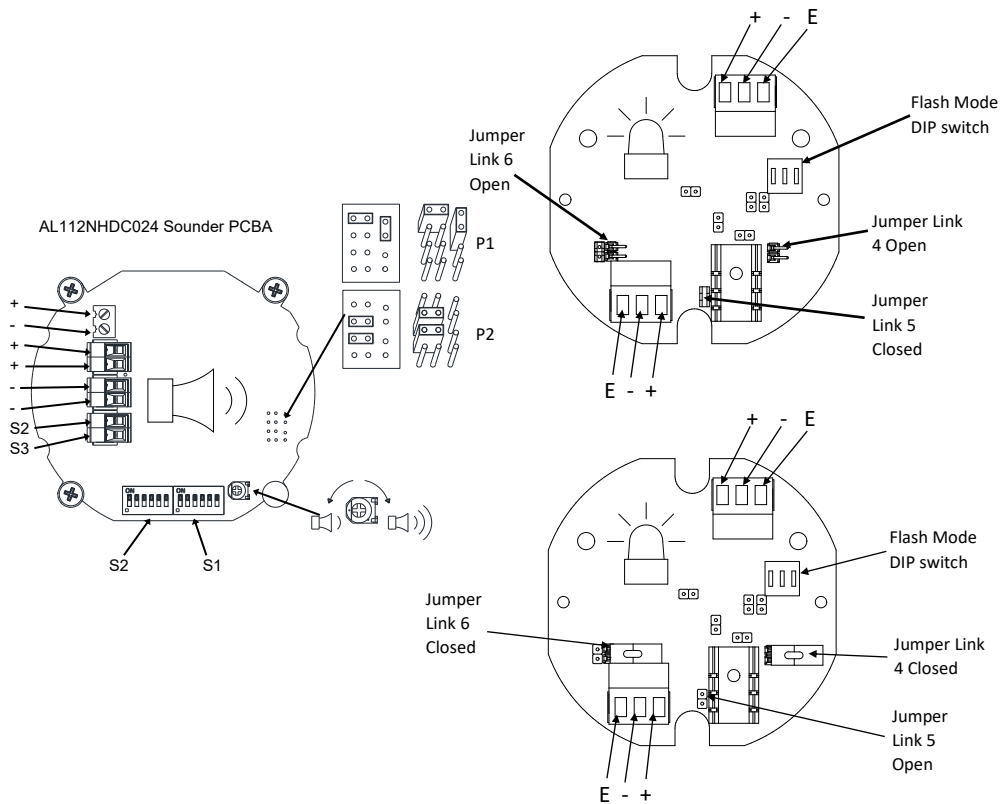 AL112NHDC024 Sounder PCBA
+
-
+
+
-
-
S2
S3
ON
ON
S2
S1
P1
P2
+ - E
Jumper
Link 6
Open
Flash Mode
DIP switch
Jumper Link
4 Open
Jumper
Link 5
Closed
E - +
+ - E
Flash Mode
DIP switch
Jumper
Link 6
Closed
Jumper Link
4 Closed
Jumper
Link 5
Open
E - +